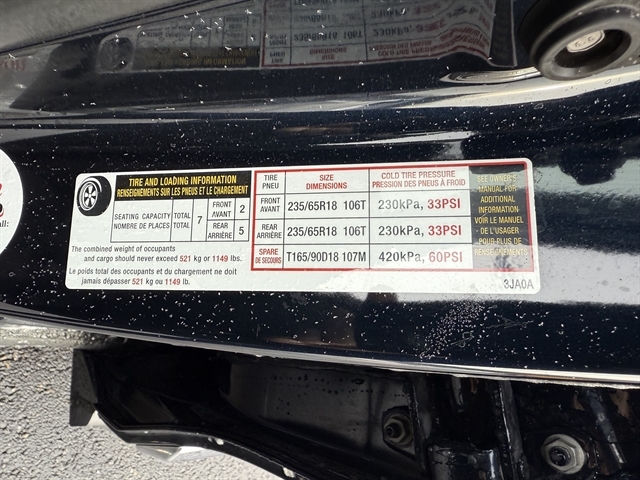 TIRE AND LOADING INFORMATION
RENSEIGNEMENTS SUR LES PNEUS ET LE CHARGEMENT
SEATING CAPACITY TOTAL 7 FRONT 2
NOMBRE DE PLACES TOTAL AVANT
REAR 5
ARRIÈRE
The combined weight of occupants
and cargo should never exceed 521 kg or 1149 lbs.
Le poids total des occupants et du chargement ne doit
jamais dépasser 521 kg ou 1149 lb.
TIRE PNEU SIZE DIMENSIONS COLD TIRE PRESSURE PRESSION DES PNEUS À FROID
FRONT AVANT 235/65R18 106T 230kPa, 33PSI
REAR ARRIÈRE 235/65R18 106T 230kPa, 33PSI
SPARE DE SECOURS T165/90D18 107M 420kPa, 60PSI
SEE OWNER'S
MANUAL FOR
ADDITIONAL
INFORMATION
VOIR LE MANUEL
DE L'USAGER
POUR PLUS DE
RENSEIGNEMENTS
3JA0A
all: